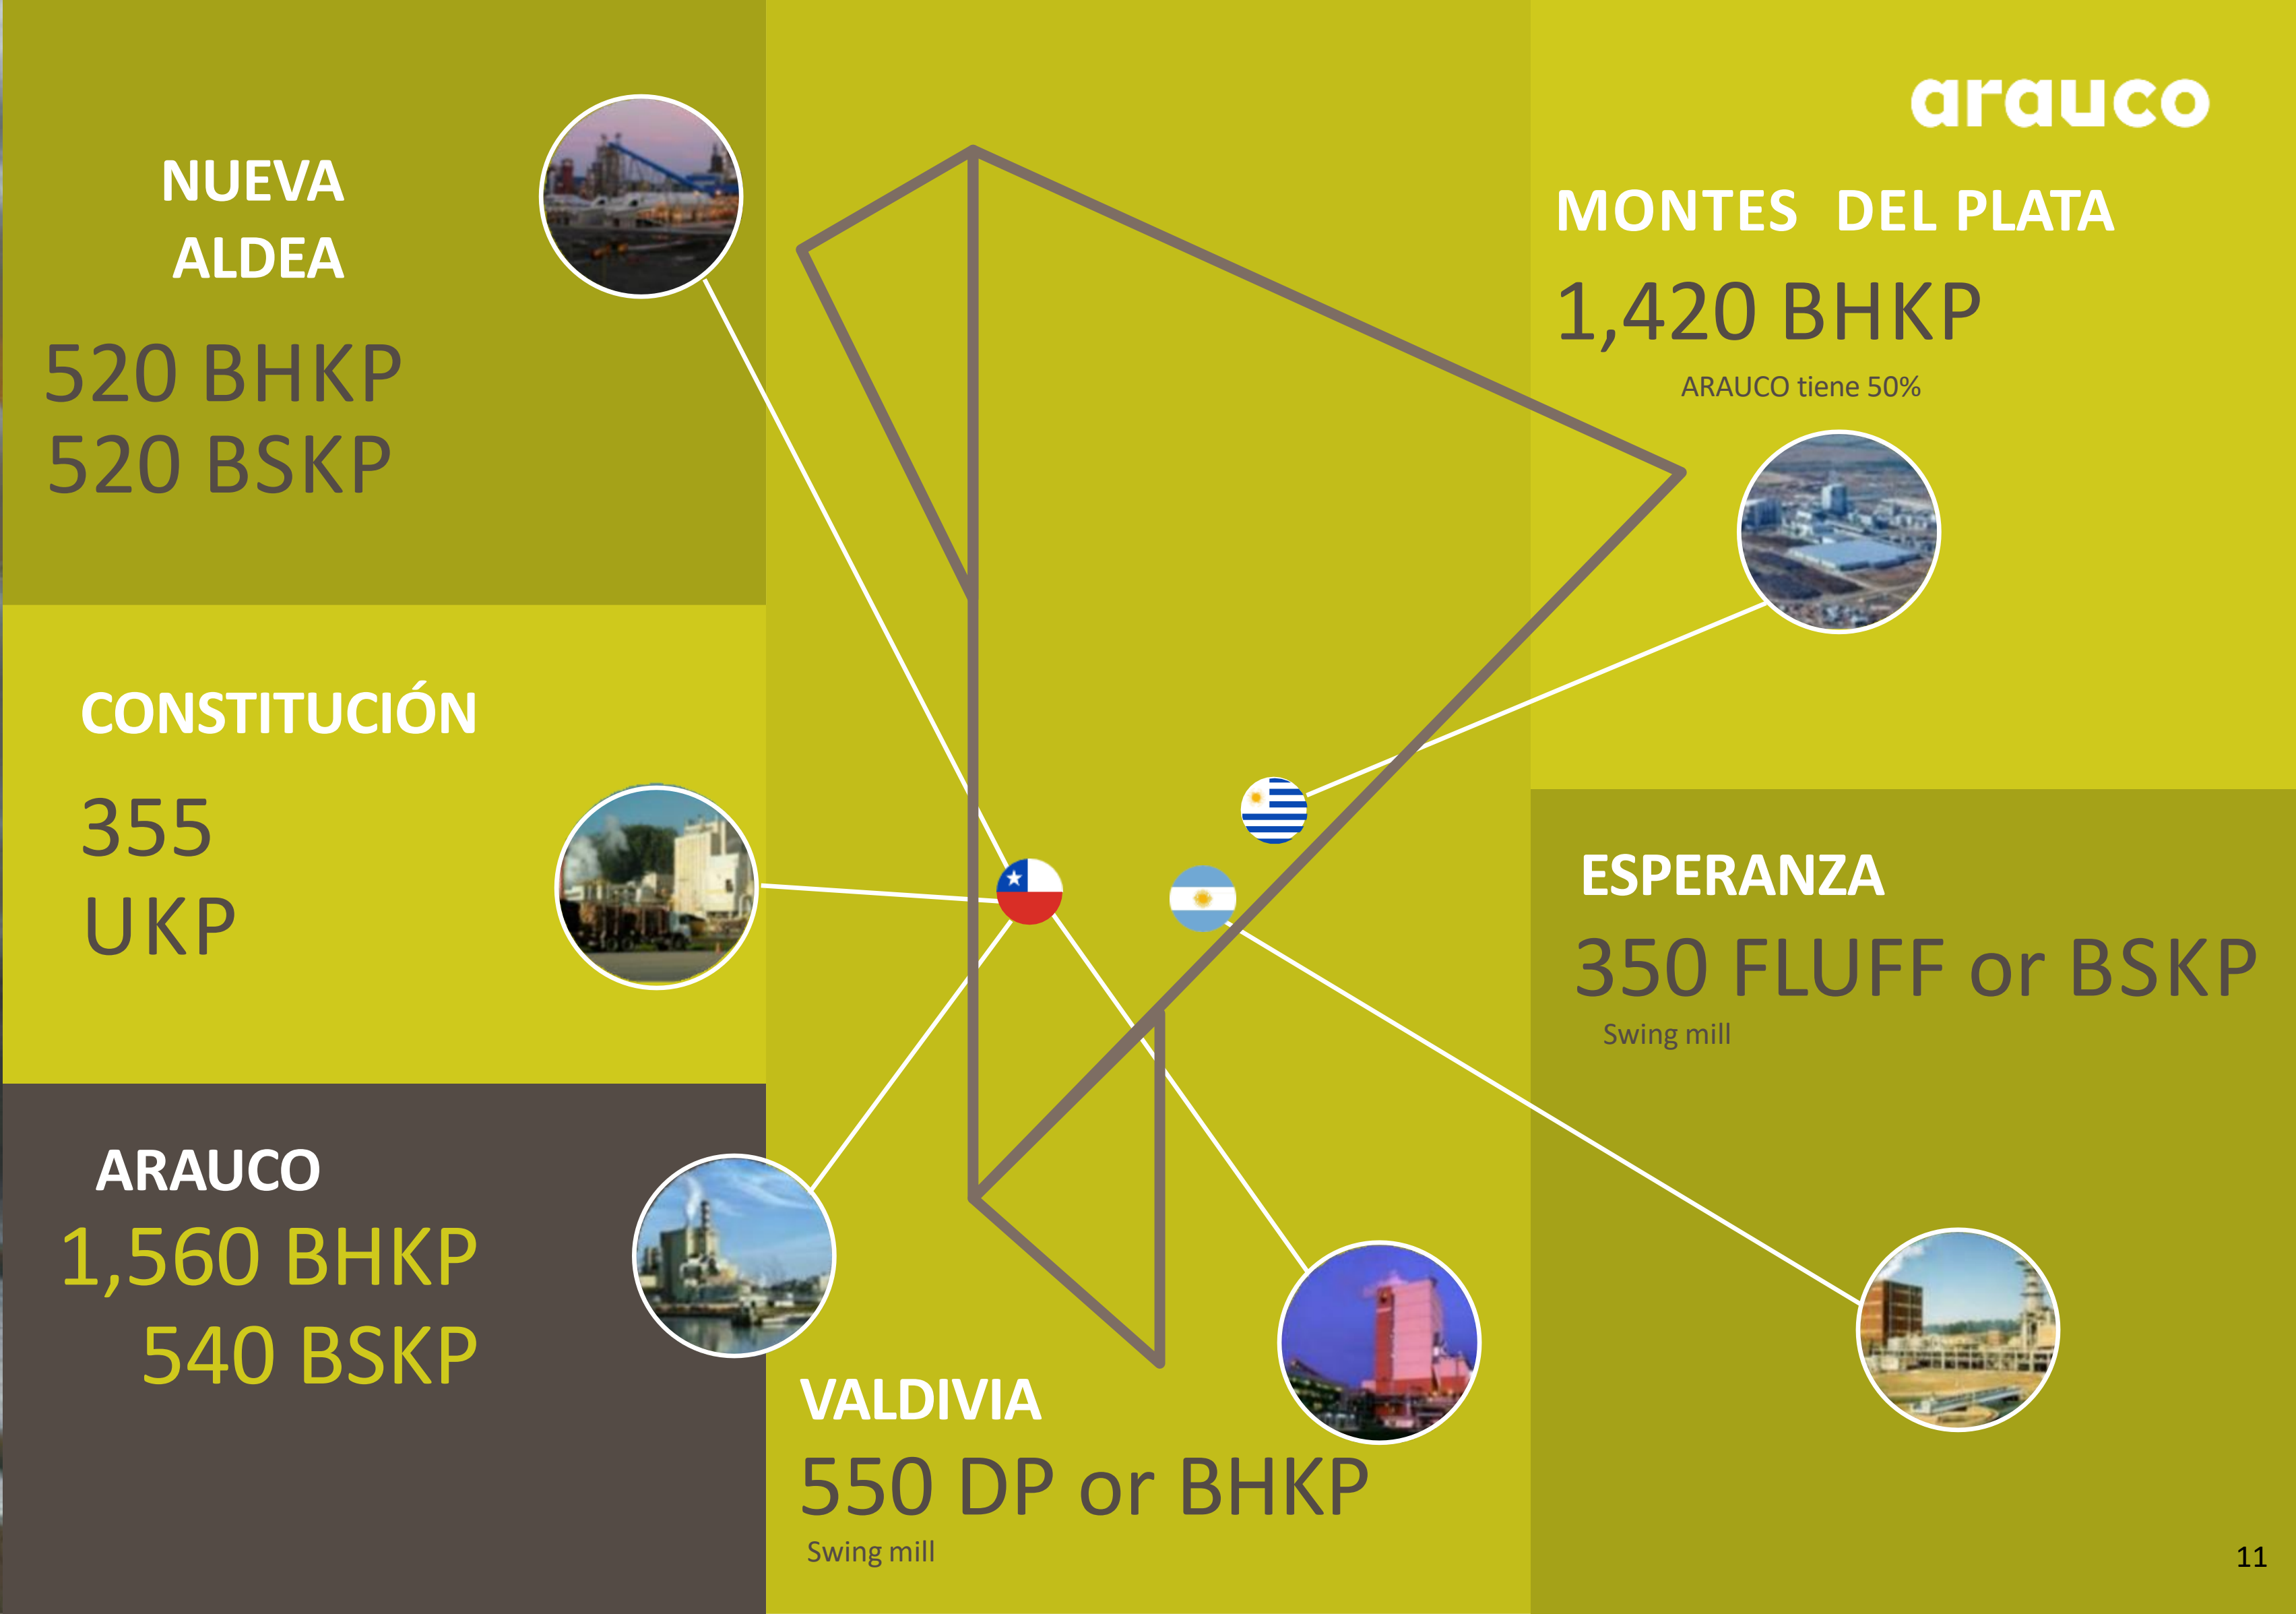 NUEVA
ALDEA
520 BHKP
520 BSKP
CONSTITUCIÓN
355
UKP
ARAUCO
1,560 BHKP
540 BSKP
VALDIVIA
550 DP or BHKP
Swing mill
arauco
MONTES DEL PLATA
1,420 BHKP
ARAUCO tiene 50%
ESPERANZA
350 FLUFF or BSKP
Swing mill
11